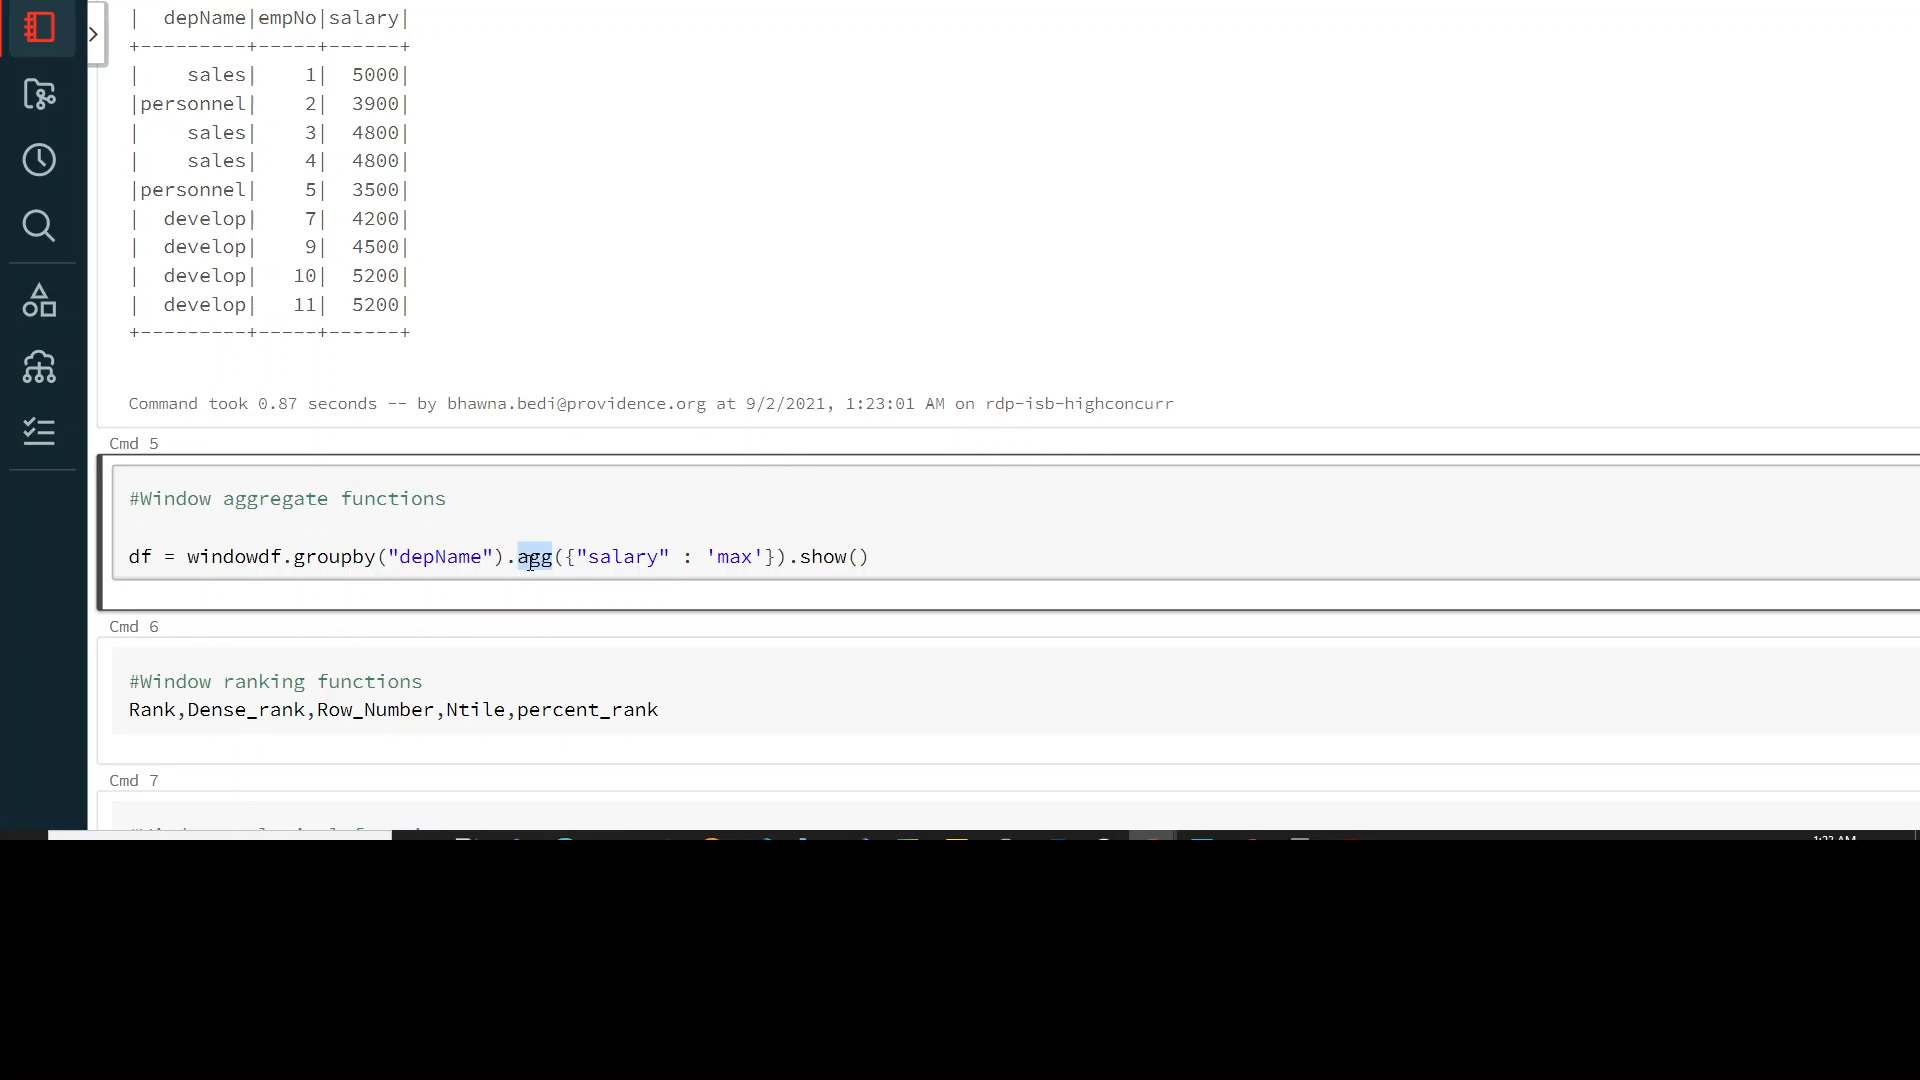 |  depName|empNo|salary|
+---------+-----+------+
|    sales|    1|  5000|
|personnel|    2|  3900|
|    sales|    3|  4800|
|    sales|    4|  4800|
|personnel|    5|  3500|
|  develop|    7|  4200|
|  develop|    9|  4500|
|  develop|   10|  5200|
|  develop|   11|  5200|
+---------+-----+------+
Command took 0.87 seconds -- by bhawna.bedi@providence.org at 9/2/2021, 1:23:01 AM on rdp-isb-highconcurr
Cmd 5
#Window aggregate functions
df = windowdf.groupby("depName").agg({"salary" : 'max'}).show()
Cmd 6
#Window ranking functions
Rank,Dense_rank,Row_Number,Ntile,percent_rank
Cmd 7